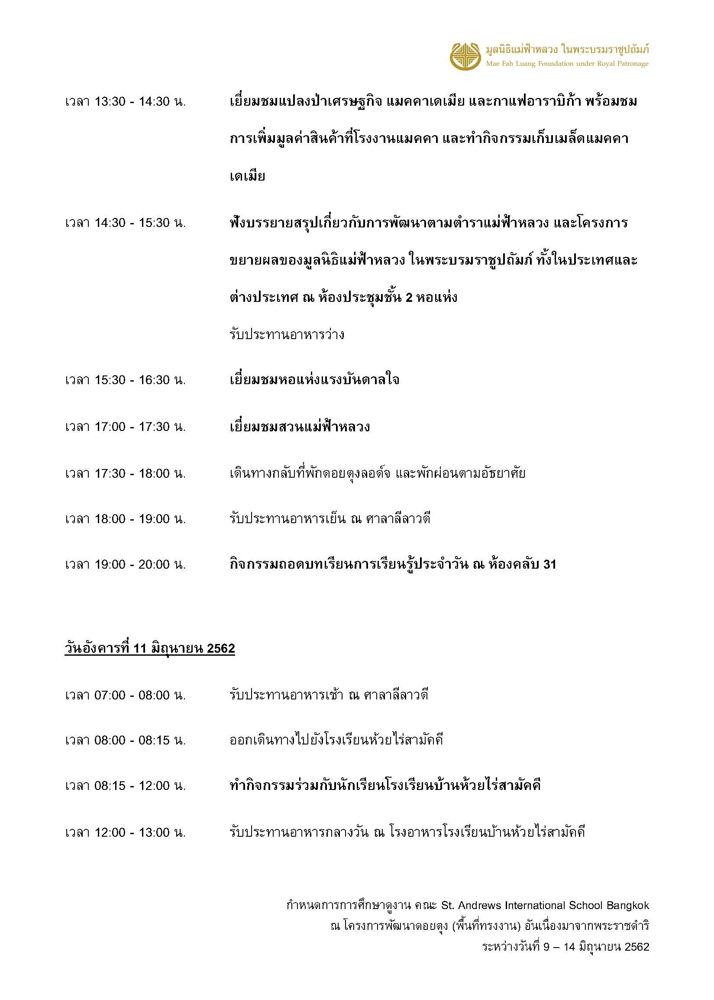 มูลนิธิแม่ฟ้าหลวง ในพระบรมราชูปถัมภ์
Mae Fah Luang Foundation under Royal Patronage
เวลา 13:30 - 14:30 น. เยี่ยมชมแปลงป่าเศรษฐกิจ แมคคาเดเมีย และกาแฟอาราบิก้า พร้อมชม
การเพิ่มมูลค่าสินค้าที่โรงงานแมคคา และทำกิจกรรมเก็บเมล็ดแมคคา
เดเมีย
เวลา 14:30 - 15:30 น. ฟังบรรยายสรุปเกี่ยวกับการพัฒนาตามตำราแม่ฟ้าหลวง และโครงการ
ขยายผลของมูลนิธิแม่ฟ้าหลวง ในพระบรมราชูปถัมภ์ ทั้งในประเทศและ
ต่างประเทศ ณ ห้องประชุมชั้น 2 หอแห่ง
รับประทานอาหารว่าง
เวลา 15:30 - 16:30 น. เยี่ยมชมหอแห่งแรงบันดาลใจ
เวลา 17:00 - 17:30 น. เยี่ยมชมสวนแม่ฟ้าหลวง
เวลา 17:30 - 18:00 น. เดินทางกลับที่พักดอยตุงลอด์จ และพักผ่อนตามอัธยาศัย
เวลา 18:00 - 19:00 น. รับประทานอาหารเย็น ณ ศาลาลีลาวดี
เวลา 19:00 - 20:00 น. กิจกรรมถอดบทเรียนการเรียนรู้ประจำวัน ณ ห้องคลับ 31
วันอังคารที่ 11 มิถุนายน 2562
เวลา 07:00 - 08:00 น. รับประทานอาหารเช้า ณ ศาลาลีลาวดี
เวลา 08:00 - 08:15 น. ออกเดินทางไปยังโรงเรียนห้วยไร่สามัคคี
เวลา 08:15 - 12:00 น. ทำกิจกรรมร่วมกับนักเรียนโรงเรียนบ้านห้วยไร่สามัคคี
เวลา 12:00 - 13:00 น. รับประทานอาหารกลางวัน ณ โรงอาหารโรงเรียนบ้านห้วยไร่สามัคคี
กำหนดการการศึกษาดูงาน คณะ St. Andrews International School Bangkok
ณ โครงการพัฒนาดอยตุง (พื้นที่ทรงงาน) อันเนื่องมาจากพระราชดำริ
ระหว่างวันที่ 9 – 14 มิถุนายน 2562